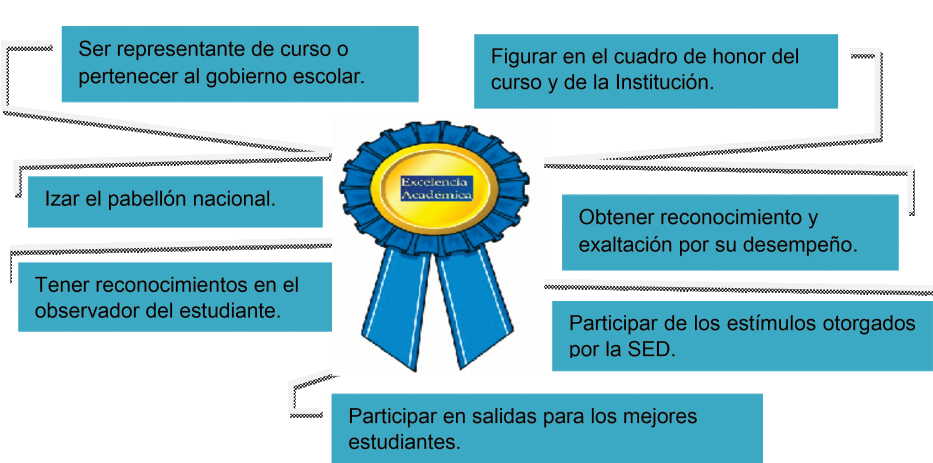 Ser representante de curso o
pertenecer al gobierno escolar.
Figurar en el cuadro de honor del
curso y de la Institución.
Excelencia
Academica
Izar el pabellón nacional.
Obtener reconocimiento y
exaltación por su desempeño.
Tener reconocimientos en el
observador del estudiante.
Participar de los estímulos otorgados
por la SED.
Participar en salidas para los mejores
estudiantes.